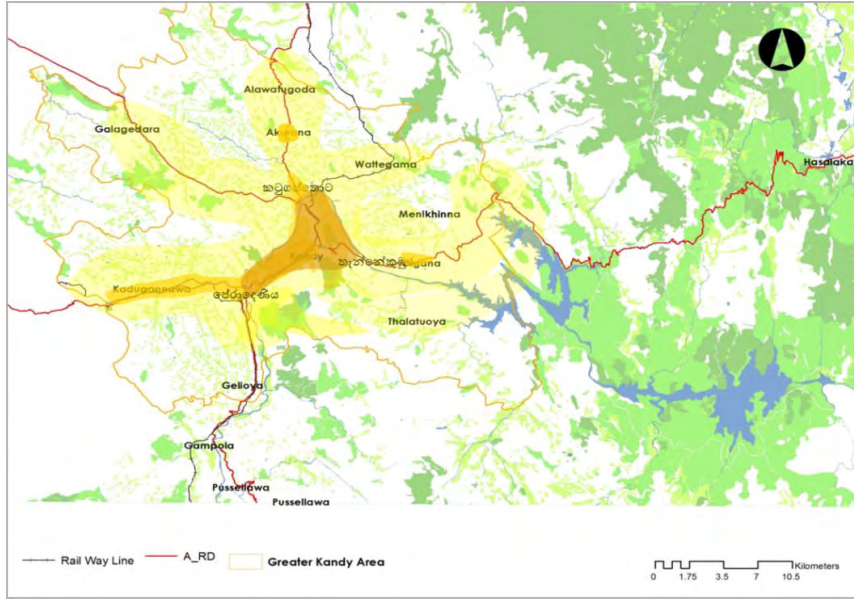 Alawatugoda
Galagedara
Akurana
Wattegama
Hasalaka
කටුගස්තොට
Menikhinna
Kandy
Kadugannawa
පේරාදෙණිය
Thalatuoya
Gelioya
Gampola
Pussellawa
Pussellawa
Rail Way Line
A_RD
Greater Kandy Area
Kilometers
0 1.75 3.5 7 10.5